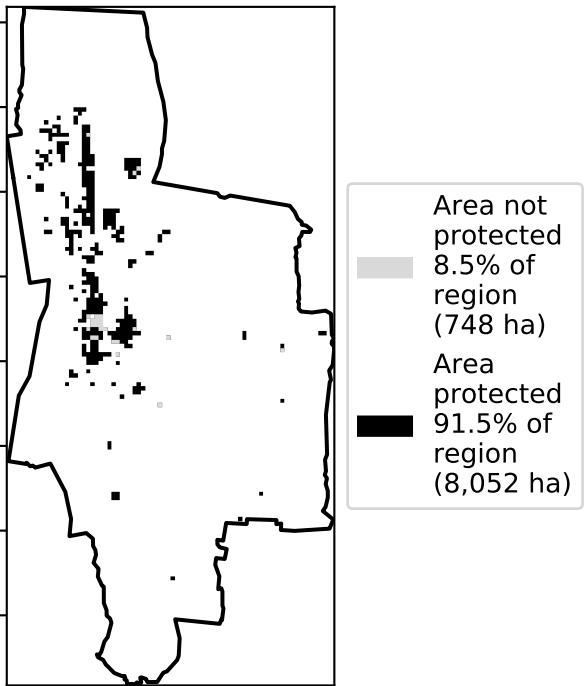 Area not
protected
8.5% of
region
(748 ha)
Area
protected
91.5% of
region
(8,052 ha)